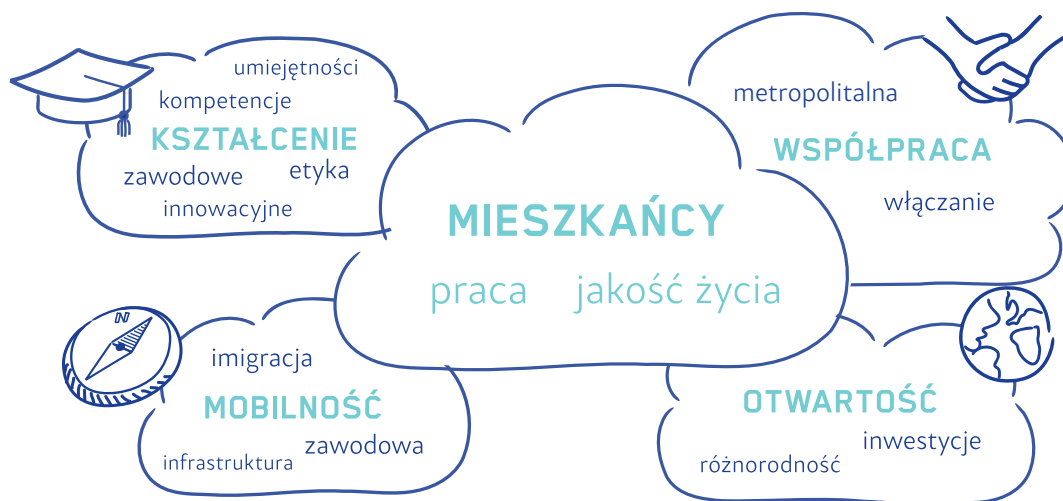 umiejętności
kompetencje
KSZTAŁCENIE
zawodowe etyka
innowacyjne
metropolitalna
WSPÓŁPRACA
włączanie
MIESZKAŃCY
praca jakość życia
N
imigracja
MOBILNOŚĆ
zawodowa
infrastruktura
OTWARTOŚĆ
inwestycje
różnorodność